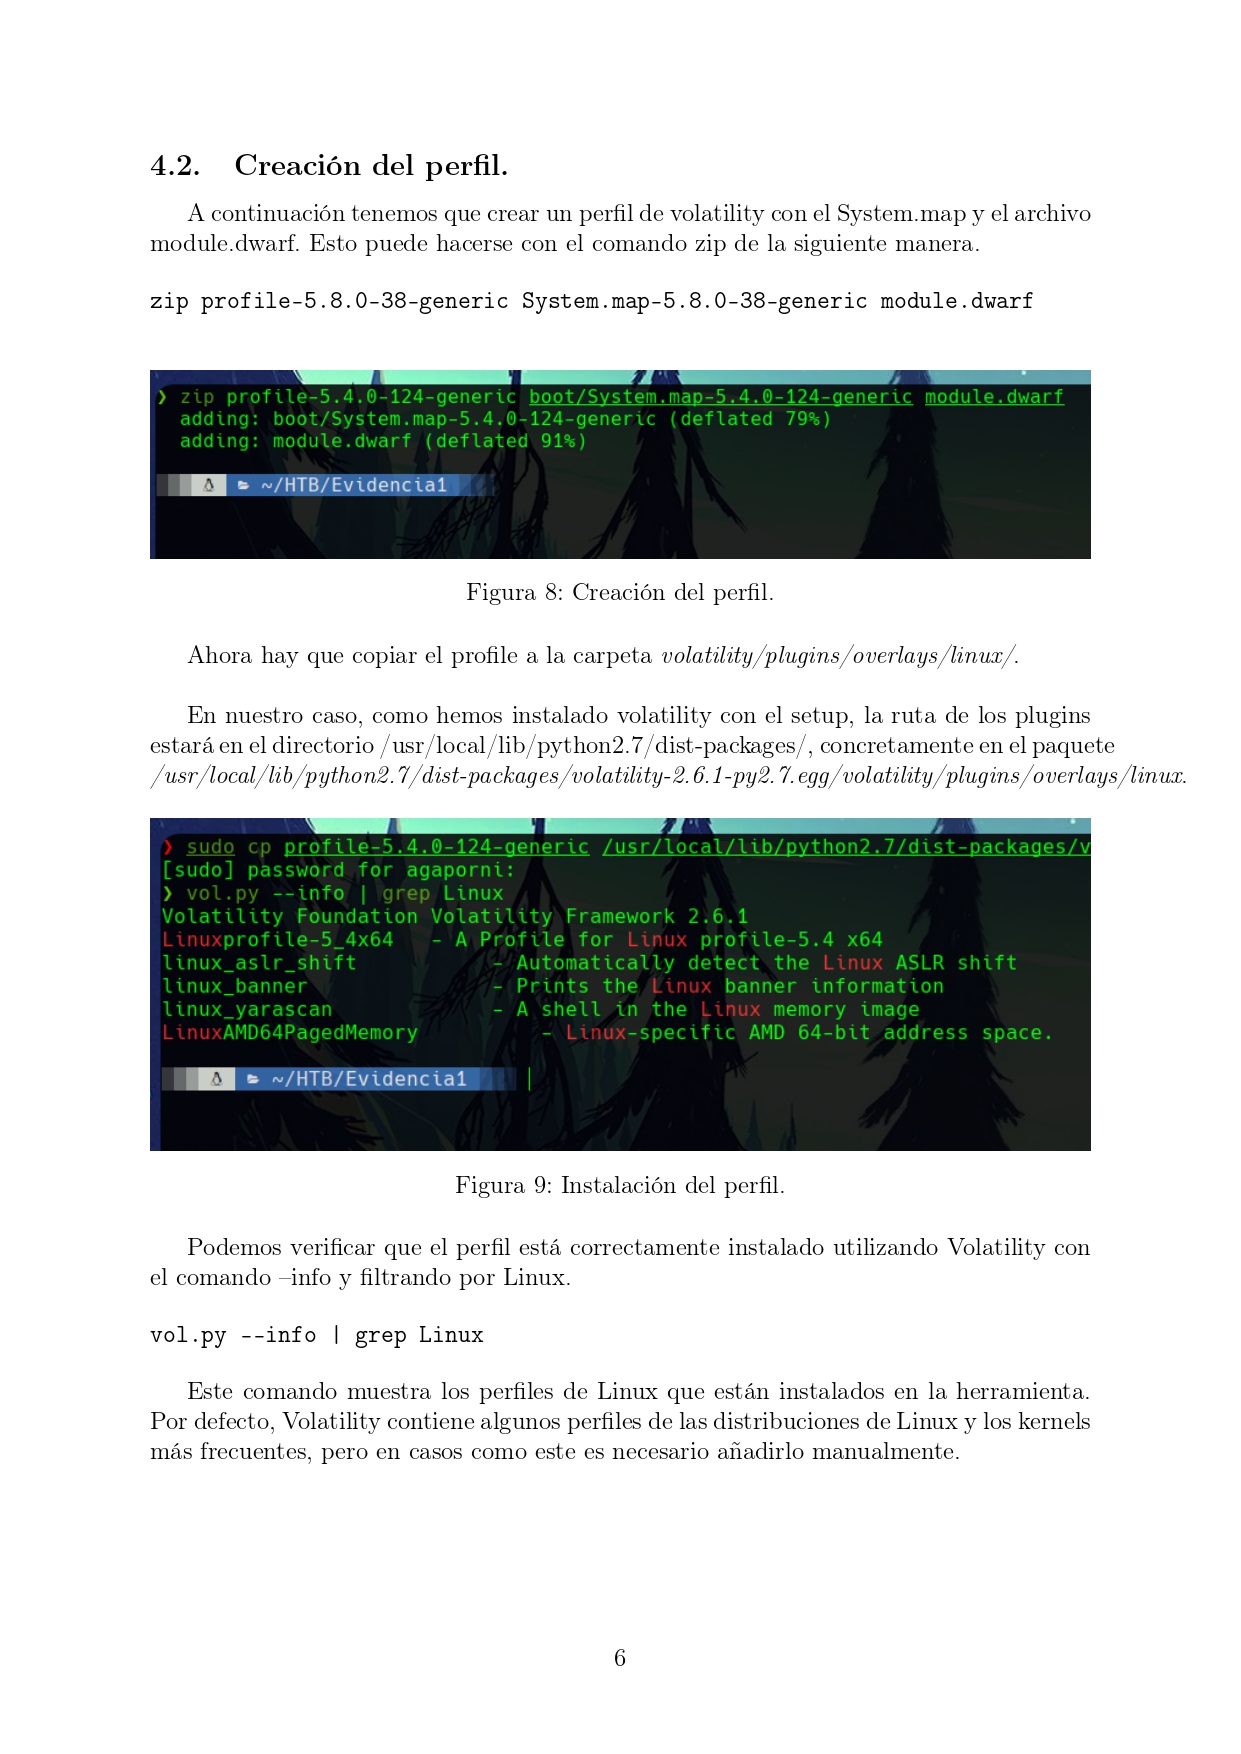 4.2. Creación del perfil.
A continuación tenemos que crear un perfil de volatility con el System.map y el archivo
module.dwarf. Esto puede hacerse con el comando zip de la siguiente manera.
zip profile-5.8.0-38-generic System.map-5.8.0-38-generic module.dwarf
❯ zip profile-5.4.0-124-generic boot/System.map-5.4.0-124-generic module.dwarf
adding: boot/System.map-5.4.0-124-generic (deflated 79%)
adding: module.dwarf (deflated 91%)
~/HTB/Evidencia1
Figura 8: Creación del perfil.
Ahora hay que copiar el profile a la carpeta volatility/plugins/overlays/linux/.
En nuestro caso, como hemos instalado volatility con el setup, la ruta de los plugins
estará en el directorio /usr/local/lib/python2.7/dist-packages/, concretamente en el paquete
/usr/local/lib/python2.7/dist-packages/volatility-2.6.1-py2.7.egg/volatility/plugins/overlays/linux.
❯ sudo cp profile-5.4.0-124-generic /usr/local/lib/python2.7/dist-packages/v
[sudo] password for agaporni:
❯ vol.py --info | grep Linux
Volatility Foundation Volatility Framework 2.6.1
Linuxprofile-5_4x64 - A Profile for Linux profile-5.4 x64
linux_aslr_shift - Automatically detect the Linux ASLR shift
linux_banner - Prints the Linux banner information
linux_yarascan - A shell in the Linux memory image
LinuxAMD64PagedMemory - Linux-specific AMD 64-bit address space.
~/HTB/Evidencia1
Figura 9: Instalación del perfil.
Podemos verificar que el perfil está correctamente instalado utilizando Volatility con
el comando –info y filtrando por Linux.
vol.py --info | grep Linux
Este comando muestra los perfiles de Linux que están instalados en la herramienta.
Por defecto, Volatility contiene algunos perfiles de las distribuciones de Linux y los kernels
más frecuentes, pero en casos como este es necesario añadirlo manualmente.
6